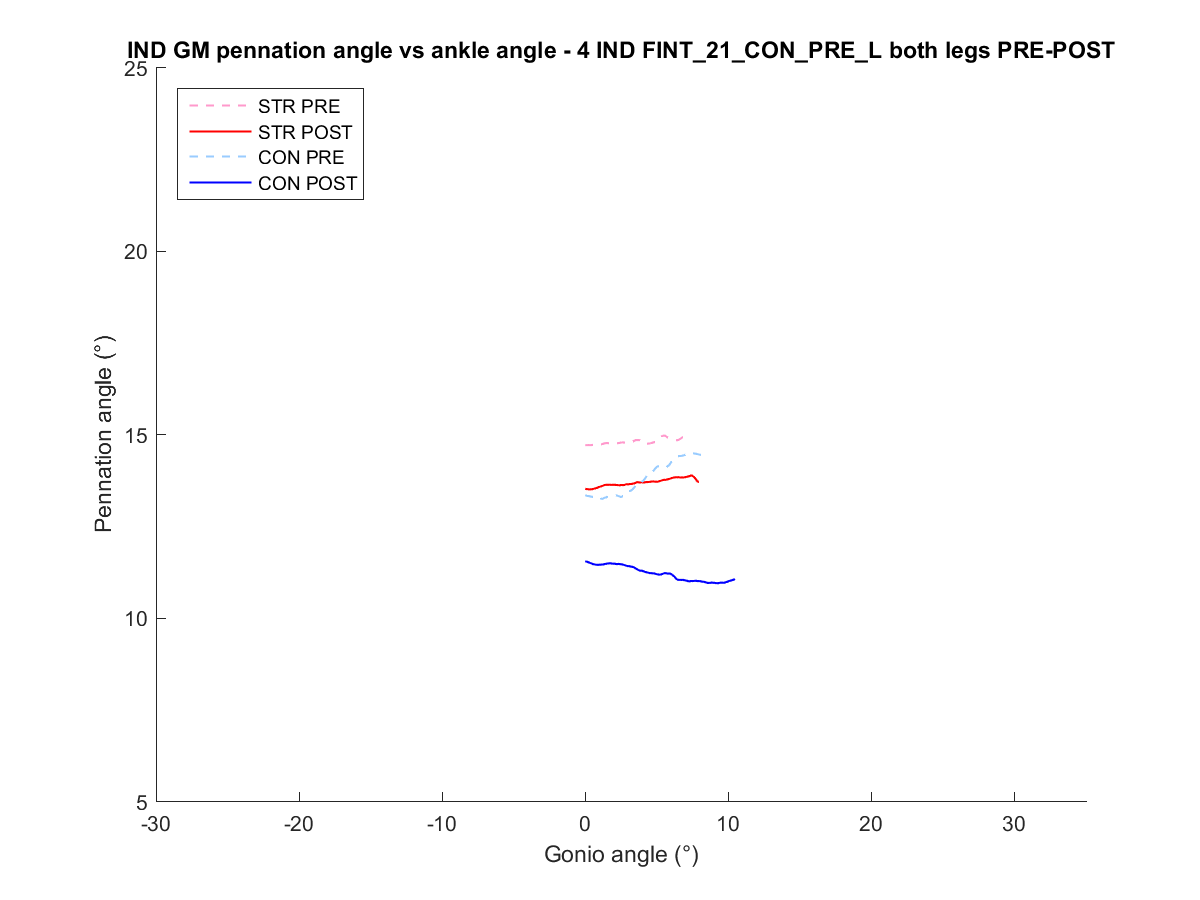 IND GM pennation angle vs ankle angle - 4 IND FINT_21_CON_PRE_L both legs PRE-POST
25
STR PRE
STR POST
CON PRE
CON POST
20
15
10
5
Pennation angle (°)
-30
-20
-10
0
10
20
30
Gonio angle (°)